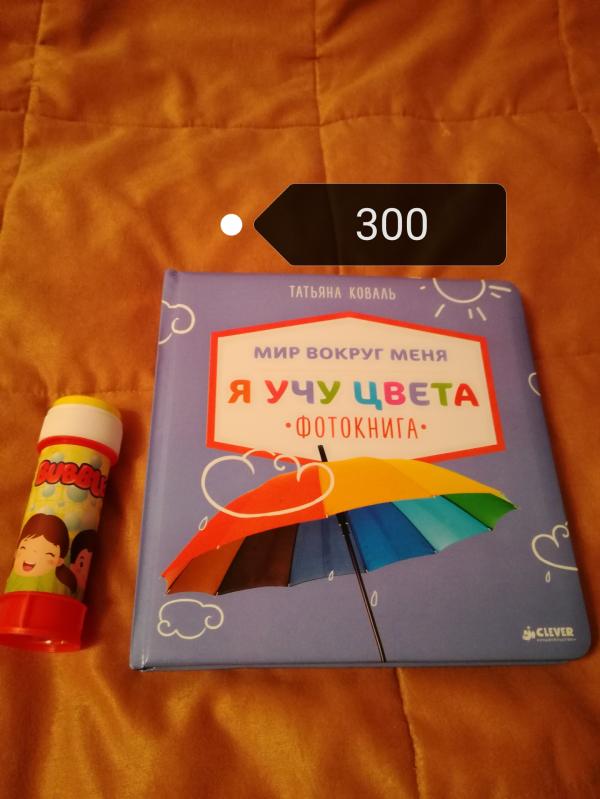 300
ТАТЬЯНА КОВАЛЬ
МИР ВОКРУГ МЕНЯ
Я УЧУ ЦВЕТА
•ФОТОКНИГА•
BUBBLE
CLEVER